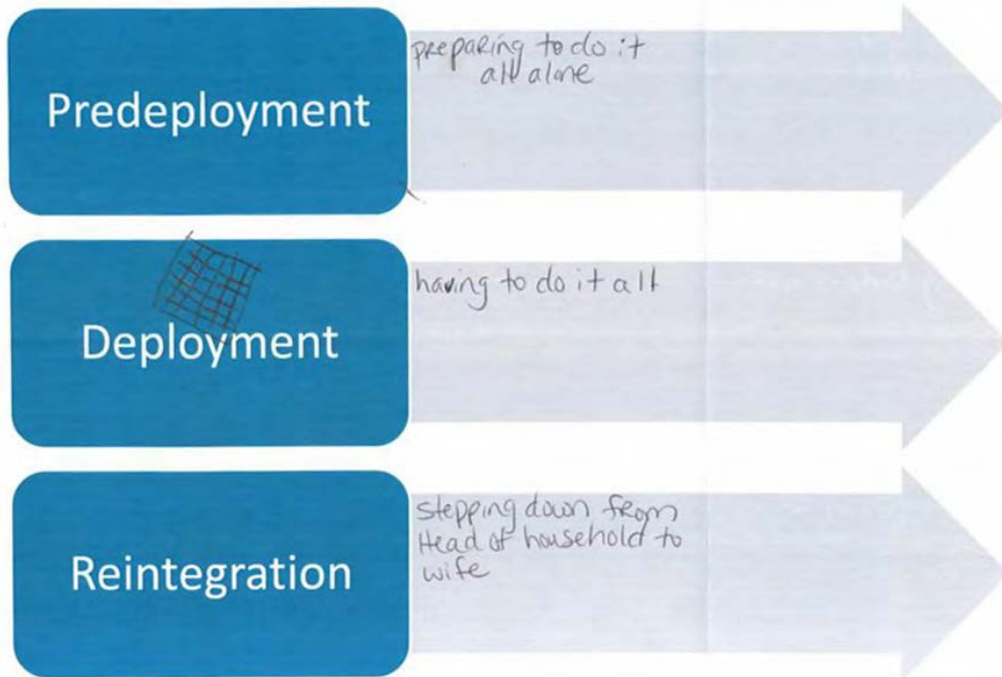 Predeployment
preparing to do it
all alone
Deployment
having to do it all
Reintegration
stepping down from
Head of household to
wife